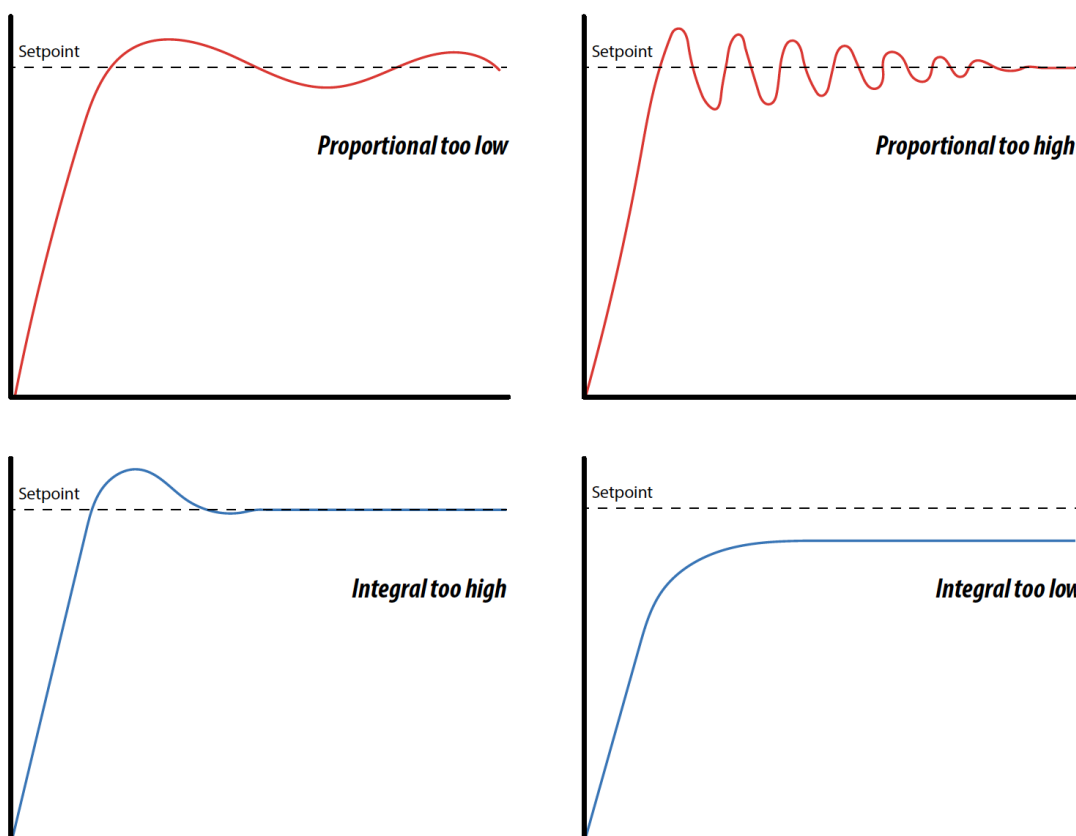 Setpoint
Proportional too low
Setpoint
Proportional too high
Setpoint
Integral too high
Setpoint
Integral too low